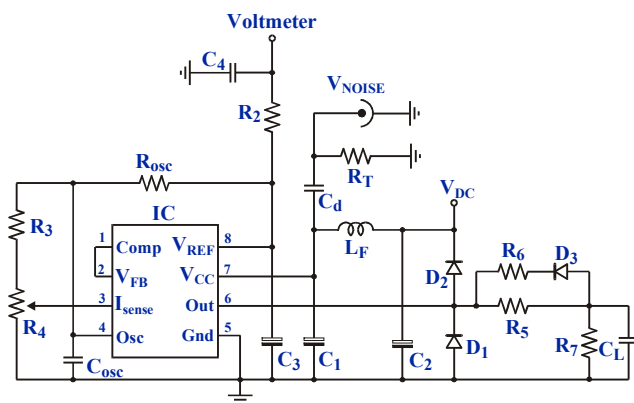 Voltmeter
C4
VNOISE
R2
Rosc
RT
VDC
IC
Cd
R3
1 Comp VREF 8
LF
R6 D3
2 VFB VCC 7
D2
3 Isense Out 6
R4
R5
4 Osc Gnd 5
R7 CL
Cosc
C3 C1 C2 D1